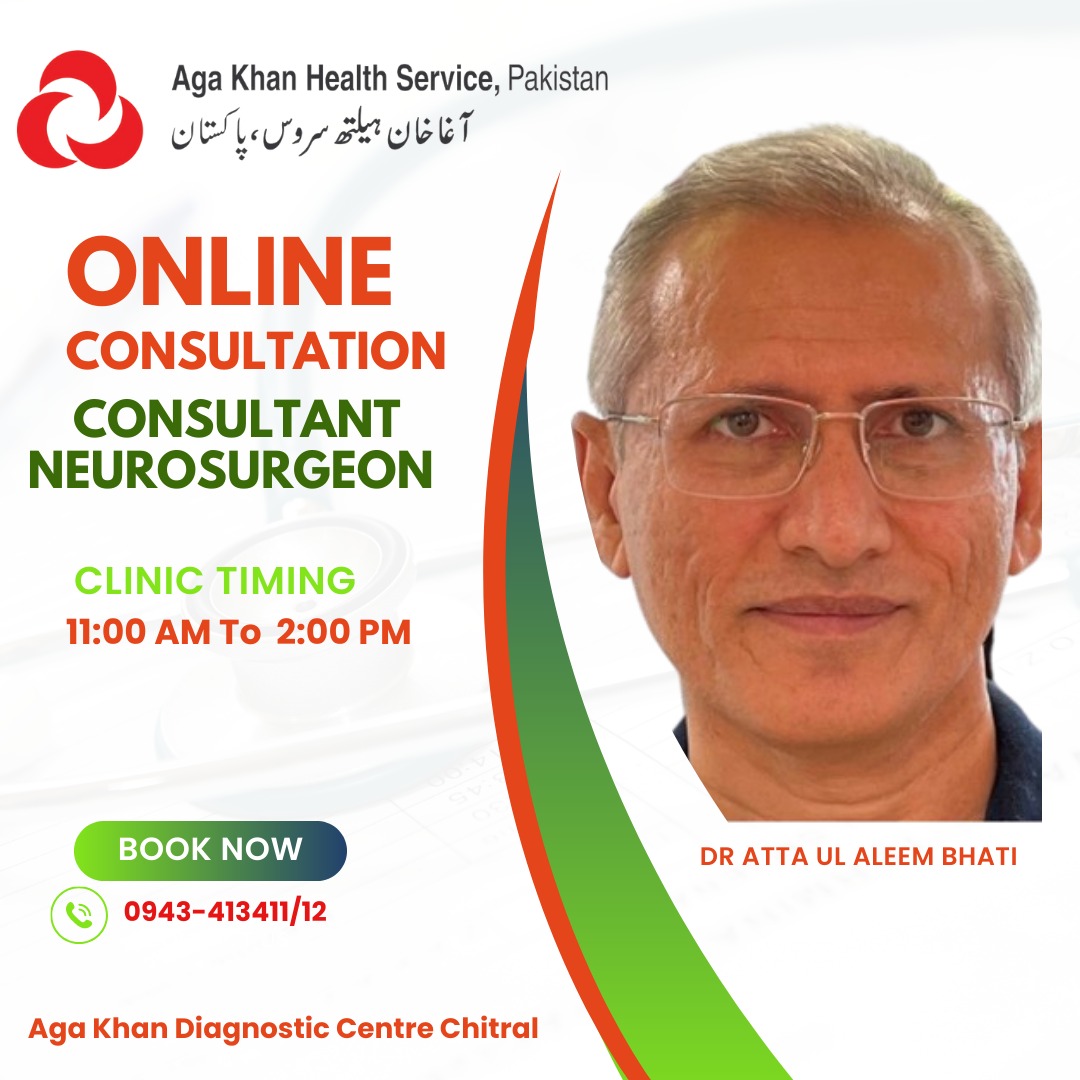 Aga Khan Health Service, Pakistan
آغا خان ہیلتھ سروس، پاکستان
ONLINE
CONSULTATION
CONSULTANT
NEUROSURGEON
CLINIC TIMING
11:00 AM To 2:00 PM
BOOK NOW
0943-413411/12
DR ATTA UL ALEEM BHATI
Aga Khan Diagnostic Centre Chitral